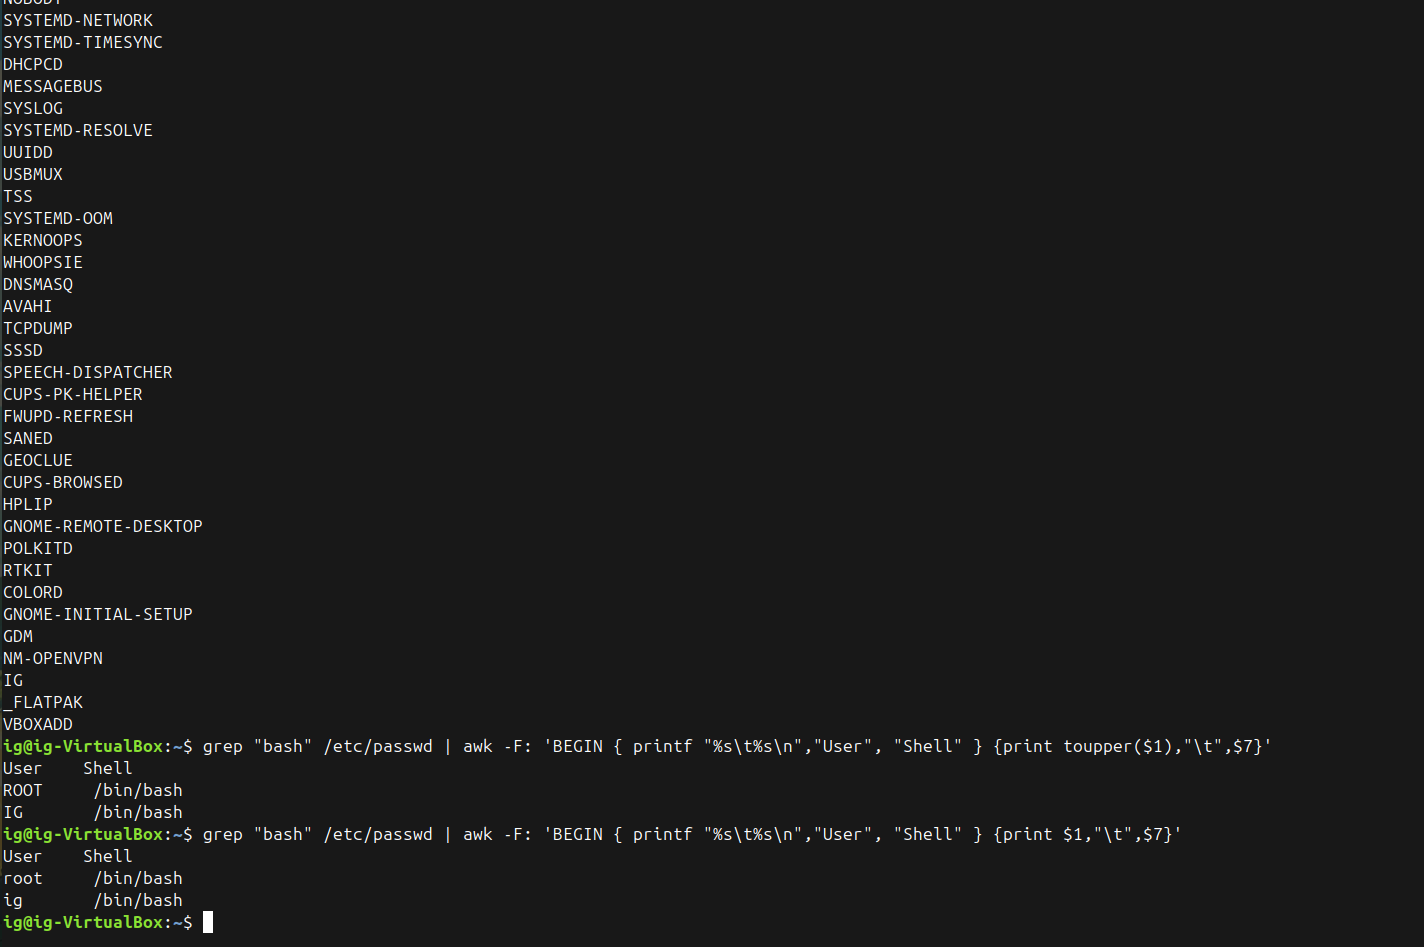 NOBODY
SYSTEMD-NETWORK
SYSTEMD-TIMESYNC
DHCPCD
MESSAGEBUS
SYSLOG
SYSTEMD-RESOLVE
UUIDD
USBMUX
TSS
SYSTEMD-OOM
KERNOOPS
WHOOPSIE
DNSMASQ
AVAHI
TCPDUMP
SSSD
SPEECH-DISPATCHER
CUPS-PK-HELPER
FWUPD-REFRESH
SANED
GEOCLUE
CUPS-BROWSED
HPLIP
GNOME-REMOTE-DESKTOP
POLKITD
RTKIT
COLORD
GNOME-INITIAL-SETUP
GDM
NM-OPENVPN
IG
_FLATPAK
VBOXADD
ig@ig-VirtualBox:~$ grep "bash" /etc/passwd | awk -F: 'BEGIN { printf "%s\t%s\n","User", "Shell" } {print toupper($1),"\t",$7}'
User    Shell
ROOT     /bin/bash
IG       /bin/bash
ig@ig-VirtualBox:~$ grep "bash" /etc/passwd | awk -F: 'BEGIN { printf "%s\t%s\n","User", "Shell" } {print $1,"\t",$7}'
User    Shell
root     /bin/bash
ig       /bin/bash
ig@ig-VirtualBox:~$